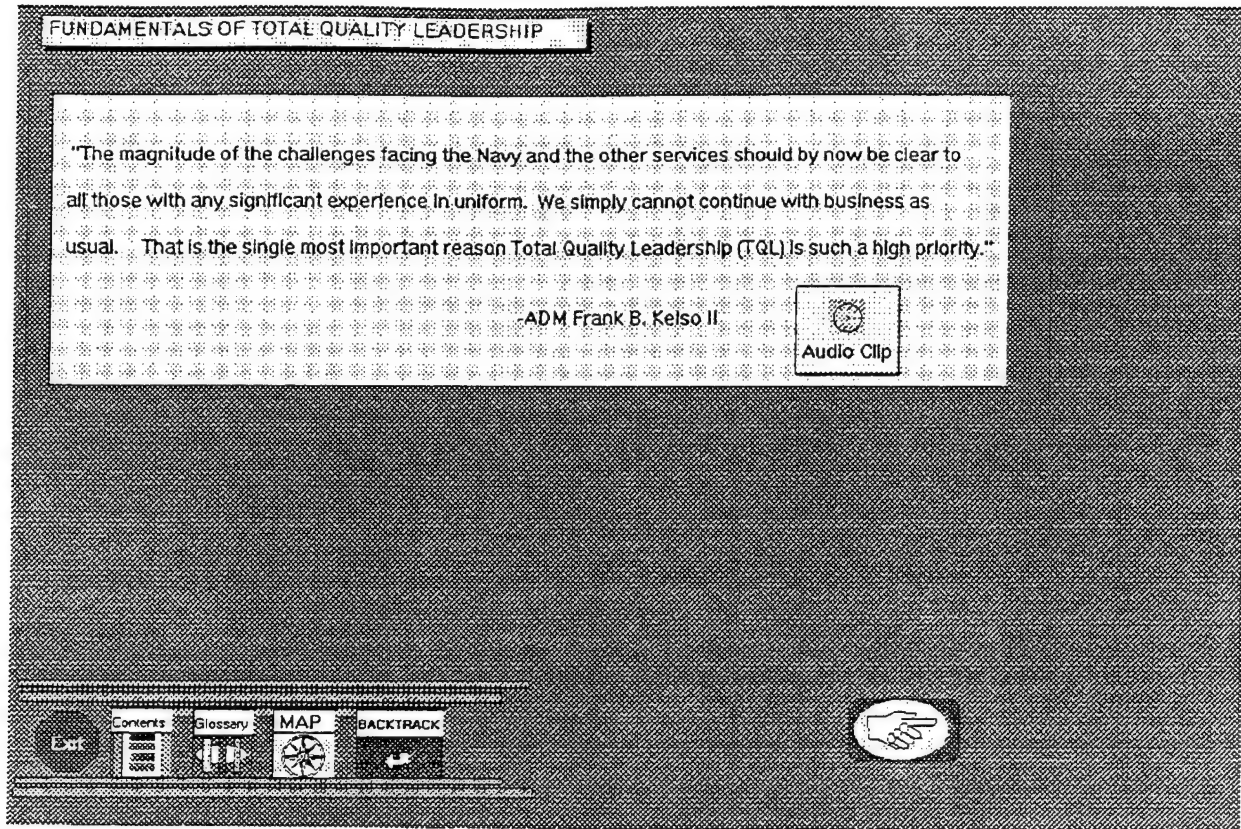 FUNDAMENTALS OF TOTAL QUALITY LEADERSHIP
"The magnitude of the challenges facing the Navy and the other services should by now be clear to
all those with any significant experience in uniform. We simply cannot continue with business as
usual. That is the single most important reason Total Quality Leadership (TQL) is such a high priority."
-ADM Frank B. Kelso II
Audio Clip
Exit
Contents
Glossary
MAP
BACKTRACK